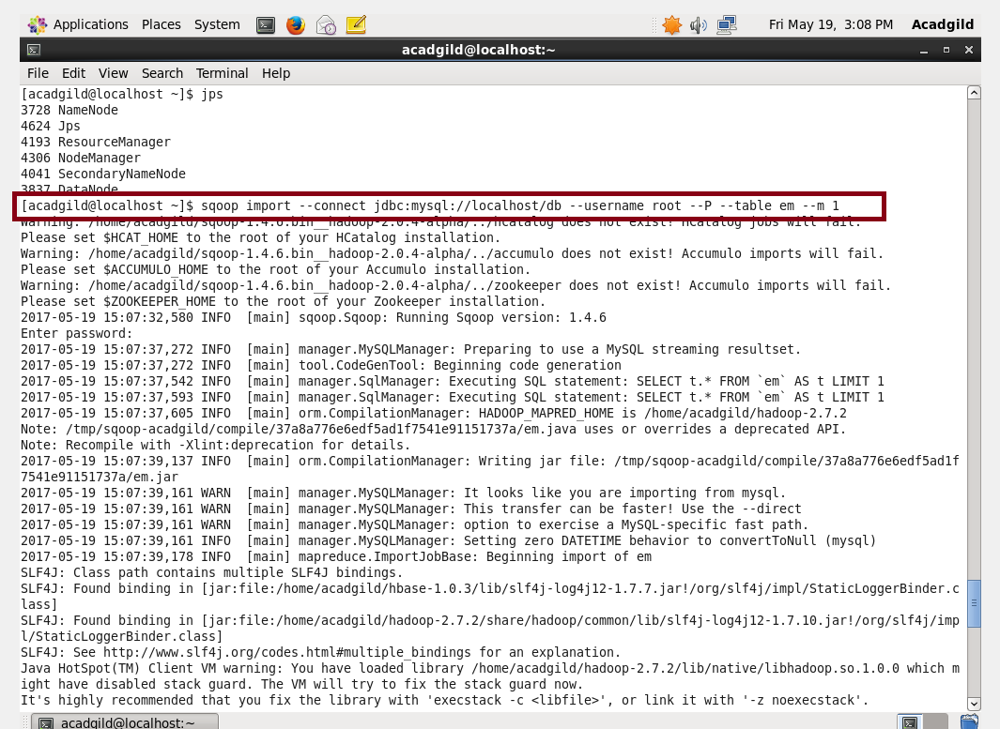 Applications Places System Fri May 19, 3:08 PM Acadgild
acadgild@localhost:~
File Edit View Search Terminal Help
[acadgild@localhost ~]$ jps
3728 NameNode
4624 Jps
4193 ResourceManager
4306 NodeManager
4041 SecondaryNameNode
3837 DataNode
[acadgild@localhost ~]$ sqoop import --connect jdbc:mysql://localhost/db --username root --P --table em --m 1
Warning: /home/acadgild/sqoop-1.4.6.bin__hadoop-2.0.4-alpha/../hcatalog does not exist! HCatalog jobs will fail.
Please set $HCAT_HOME to the root of your HCatalog installation.
Warning: /home/acadgild/sqoop-1.4.6.bin__hadoop-2.0.4-alpha/../accumulo does not exist! Accumulo imports will fail.
Please set $ACCUMULO_HOME to the root of your Accumulo installation.
Warning: /home/acadgild/sqoop-1.4.6.bin__hadoop-2.0.4-alpha/../zookeeper does not exist! Accumulo imports will fail.
Please set $ZOOKEEPER_HOME to the root of your Zookeeper installation.
2017-05-19 15:07:32,580 INFO  [main] sqoop.Sqoop: Running Sqoop version: 1.4.6
Enter password:
2017-05-19 15:07:37,272 INFO  [main] manager.MySQLManager: Preparing to use a MySQL streaming resultset.
2017-05-19 15:07:37,272 INFO  [main] tool.CodeGenTool: Beginning code generation
2017-05-19 15:07:37,542 INFO  [main] manager.SqlManager: Executing SQL statement: SELECT t.* FROM `em` AS t LIMIT 1
2017-05-19 15:07:37,593 INFO  [main] manager.SqlManager: Executing SQL statement: SELECT t.* FROM `em` AS t LIMIT 1
2017-05-19 15:07:37,605 INFO  [main] orm.CompilationManager: HADOOP_MAPRED_HOME is /home/acadgild/hadoop-2.7.2
Note: /tmp/sqoop-acadgild/compile/37a8a776e6edf5ad1f7541e91151737a/em.java uses or overrides a deprecated API.
Note: Recompile with -Xlint:deprecation for details.
2017-05-19 15:07:39,137 INFO  [main] orm.CompilationManager: Writing jar file: /tmp/sqoop-acadgild/compile/37a8a776e6edf5ad1f
7541e91151737a/em.jar
2017-05-19 15:07:39,161 WARN  [main] manager.MySQLManager: It looks like you are importing from mysql.
2017-05-19 15:07:39,161 WARN  [main] manager.MySQLManager: This transfer can be faster! Use the --direct
2017-05-19 15:07:39,161 WARN  [main] manager.MySQLManager: option to exercise a MySQL-specific fast path.
2017-05-19 15:07:39,161 INFO  [main] manager.MySQLManager: Setting zero DATETIME behavior to convertToNull (mysql)
2017-05-19 15:07:39,178 INFO  [main] mapreduce.ImportJobBase: Beginning import of em
SLF4J: Class path contains multiple SLF4J bindings.
SLF4J: Found binding in [jar:file:/home/acadgild/hbase-1.0.3/lib/slf4j-log4j12-1.7.7.jar!/org/slf4j/impl/StaticLoggerBinder.c
lass]
SLF4J: Found binding in [jar:file:/home/acadgild/hadoop-2.7.2/share/hadoop/common/lib/slf4j-log4j12-1.7.10.jar!/org/slf4j/imp
l/StaticLoggerBinder.class]
SLF4J: See http://www.slf4j.org/codes.html#multiple_bindings for an explanation.
Java HotSpot(TM) Client VM warning: You have loaded library /home/acadgild/hadoop-2.7.2/lib/native/libhadoop.so.1.0.0 which m
ight have disabled stack guard. The VM will try to fix the stack guard now.
It's highly recommended that you fix the library with 'execstack -c <libfile>', or link it with '-z noexecstack'.
acadgild@localhost:~